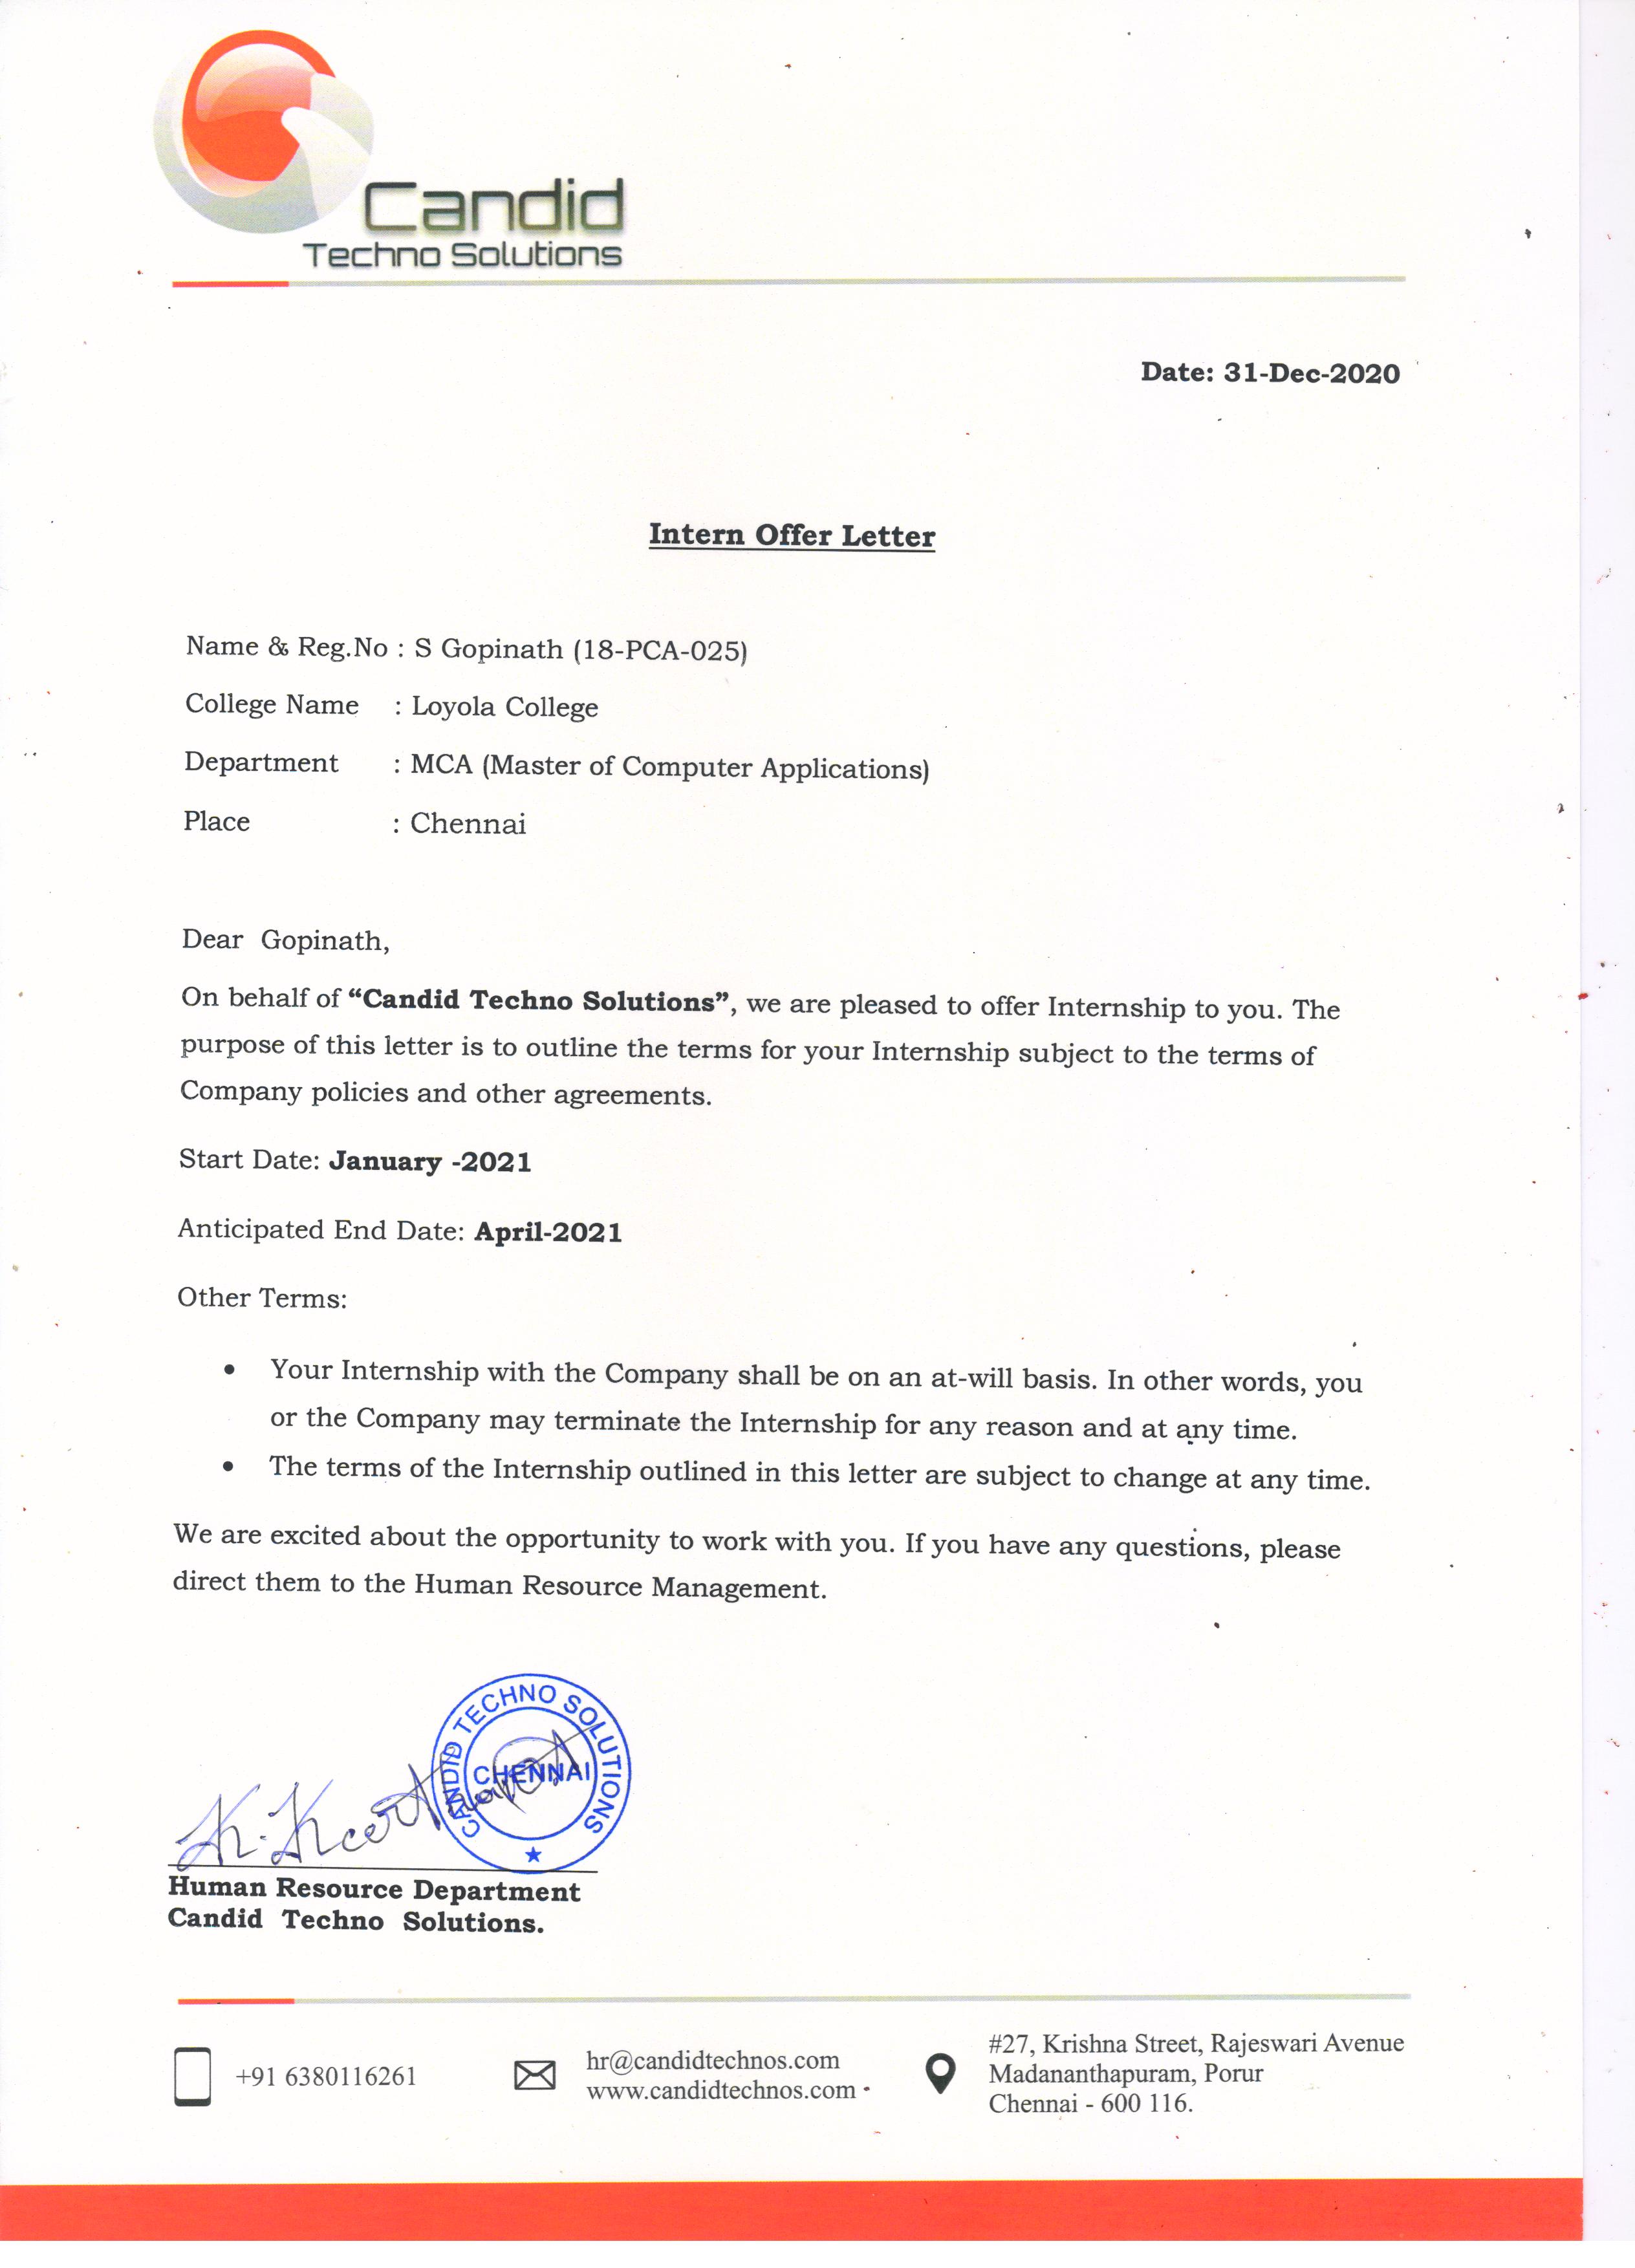 Candid
Techno Solutions
Date: 31-Dec-2020
Intern Offer Letter
Name & Reg.No : S Gopinath (18-PCA-025)
College Name : Loyola College
Department : MCA (Master of Computer Applications)
Place : Chennai
Dear Gopinath,
On behalf of “Candid Techno Solutions”, we are pleased to offer Internship to you. The
purpose of this letter is to outline the terms for your Internship subject to the terms of
Company policies and other agreements.
Start Date: January -2021
Anticipated End Date: April-2021
Other Terms:
• Your Internship with the Company shall be on an at-will basis. In other words, you
or the Company may terminate the Internship for any reason and at any time.
• The terms of the Internship outlined in this letter are subject to change at any time.
We are excited about the opportunity to work with you. If you have any questions, please
direct them to the Human Resource Management.
CANDID TECHNO SOLUTIONS
CHENNAI
Human Resource Department
Candid Techno Solutions.
+91 6380116261
hr@candidtechnos.com
www.candidtechnos.com
#27, Krishna Street, Rajeswari Avenue
Madananthapuram, Porur
Chennai - 600 116.